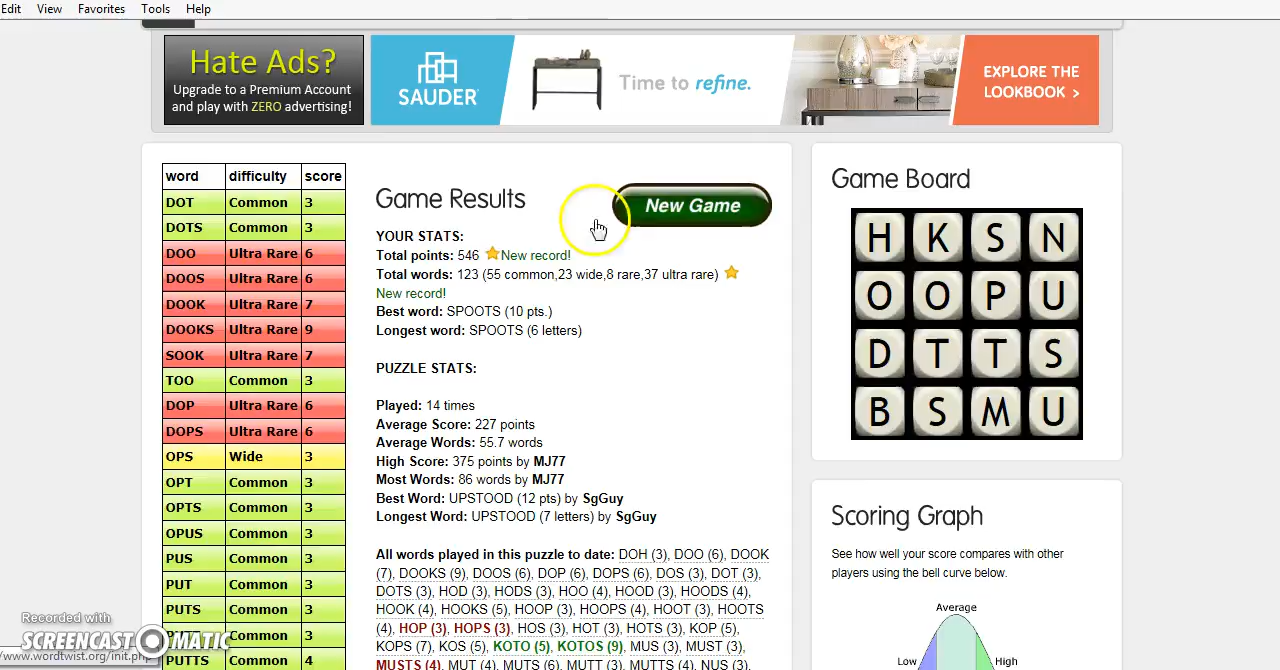 Edit View Favorites Tools Help
Hate Ads?
Upgrade to a Premium Account
and play with ZERO advertising!
SAUDER
Time to refine.
EXPLORE THE
LOOKBOOK >
word difficulty score
DOT Common 3
DOTS Common 3
DOO Ultra Rare 6
DOOS Ultra Rare 6
DOOK Ultra Rare 7
DOOKS Ultra Rare 9
SOOK Ultra Rare 7
TOO Common 3
DOP Ultra Rare 6
DOPS Ultra Rare 6
OPS Wide 3
OPT Common 3
OPTS Common 3
OPUS Common 3
PUS Common 3
PUT Common 3
PUTS Common 3
Common 3
PUTTS Common 4
Game Results
New Game
YOUR STATS:
Total points: 546 New record!
Total words: 123 (55 common,23 wide,8 rare,37 ultra rare)
New record!
Best word: SPOOTS (10 pts.)
Longest word: SPOOTS (6 letters)
PUZZLE STATS:
Played: 14 times
Average Score: 227 points
Average Words: 55.7 words
High Score: 375 points by MJ77
Most Words: 86 words by MJ77
Best Word: UPSTOOD (12 pts) by SgGuy
Longest Word: UPSTOOD (7 letters) by SgGuy
All words played in this puzzle to date: DOH (3), DOO (6), DOOK
(7), DOOKS (9), DOOS (6), DOP (6), DOPS (6), DOS (3), DOT (3),
DOTS (3), HOD (3), HODS (3), HOO (4), HOOD (3), HOODS (4),
HOOK (4), HOOKS (5), HOOP (3), HOOPS (4), HOOT (3), HOOTS
(4), HOP (3), HOPS (3), HOS (3), HOT (3), HOTS (3), KOP (5),
KOPS (7), KOS (5), KOTO (5), KOTOS (9), MUS (3), MUST (3),
MUSTS (4), MUT (4), MUTS (6), MUTT (3), MUTTS (4), NUS (3),
Game Board
H K S N
O O P U
D T T S
B S M U
Scoring Graph
See how well your score compares with other
players using the bell curve below.
Average
Low High
Recorded with
SCREENCAST MATIC
/www.wordtwist.org/init.php